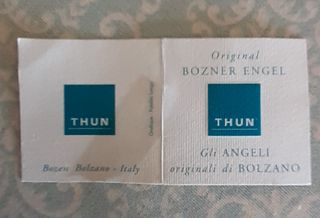 THUN
Bozen Bolzano - Italy
Original
BOZNER ENGEL
THUN
Gli ANGELI
originali di BOLZANO